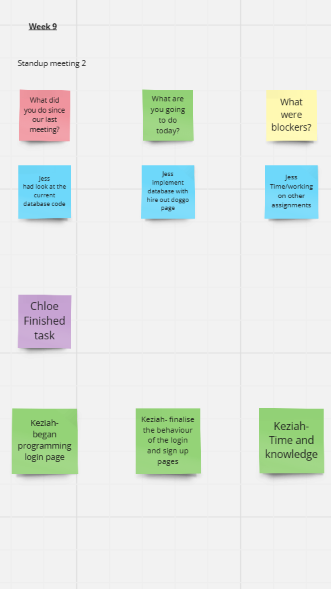 Week 9
Standup meeting 2
What did
you do since
our last
meeting?
What are
you going
to do
today?
What
were
blockers?
Jess
had look at the
current
database code
Jess
implement
database with
hire out doggo
page
Jess
Time/working
on other
assignments
Chloe
Finished
task
Keziah-
began
programming
login page
Keziah- finalise
the behaviour
of the login
and sign up
pages
Keziah-
Time and
knowledge